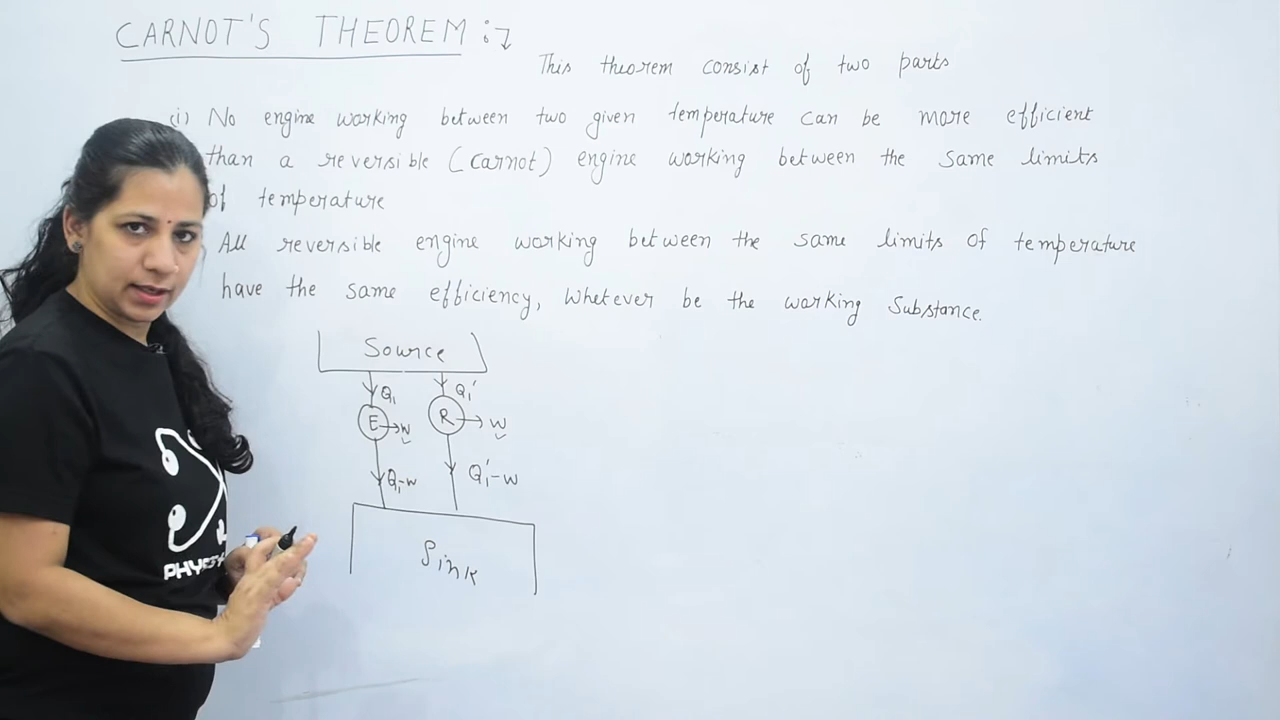 CARNOT'S THEOREM :→
This theorem consist of two parts
(i) No engine working between two given temperature can be more efficient
than a reversible (Carnot) engine working between the same limits
of temperature
All reversible engine working between the same limits of temperature
have the same efficiency, Whetever be the working Substance.
Source
Q₁ Q₁'
E W R W
Q₁-W Q₁'-W
Sink